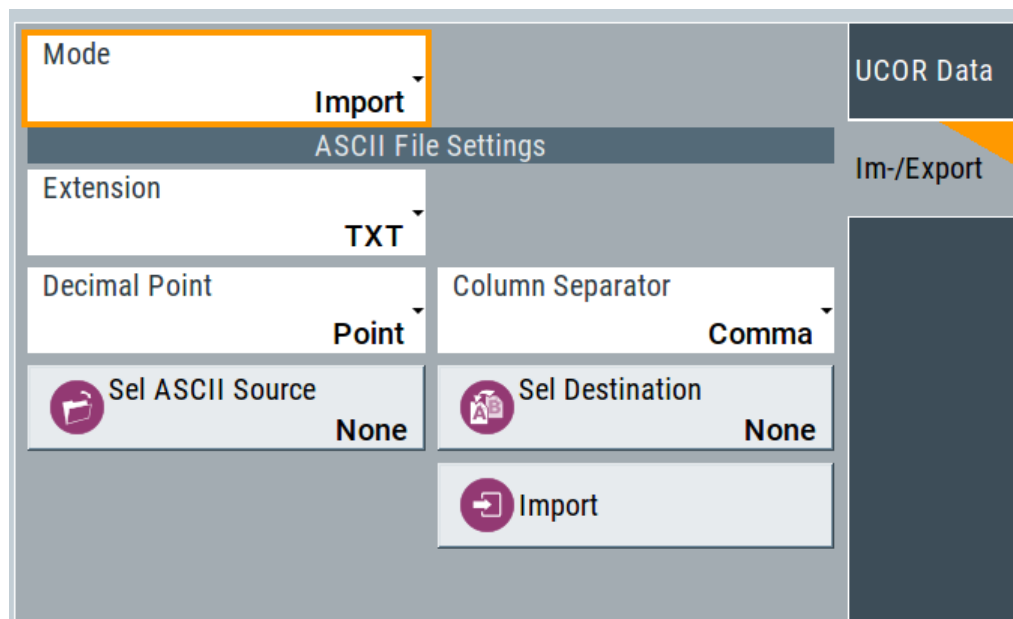 Mode
Import
UCOR Data
ASCII File Settings
Im-/Export
Extension
TXT
Decimal Point
Point
Column Separator
Comma
Sel ASCII Source
None
Sel Destination
None
Import